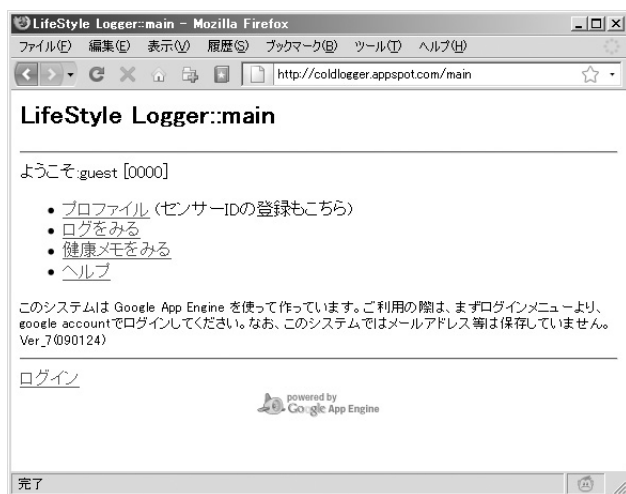 LifeStyle Logger::main - Mozilla Firefox
ファイル(F) 編集(E) 表示(V) 履歴(S) ブックマーク(B) ツール(T) ヘルプ(H)
http://coldlogger.appspot.com/main
LifeStyle Logger::main
ようこそ:guest [0000]
• プロファイル (センサーIDの登録もこちら)
• ログをみる
• 健康メモをみる
• ヘルプ
このシステムは Google App Engine を使って作っています。ご利用の際は、まずログインメニューより、
google accountでログインしてください。なお、このシステムではメールアドレス等は保存していません。
Ver_7(090124)
ログイン
powered by
Google App Engine
完了